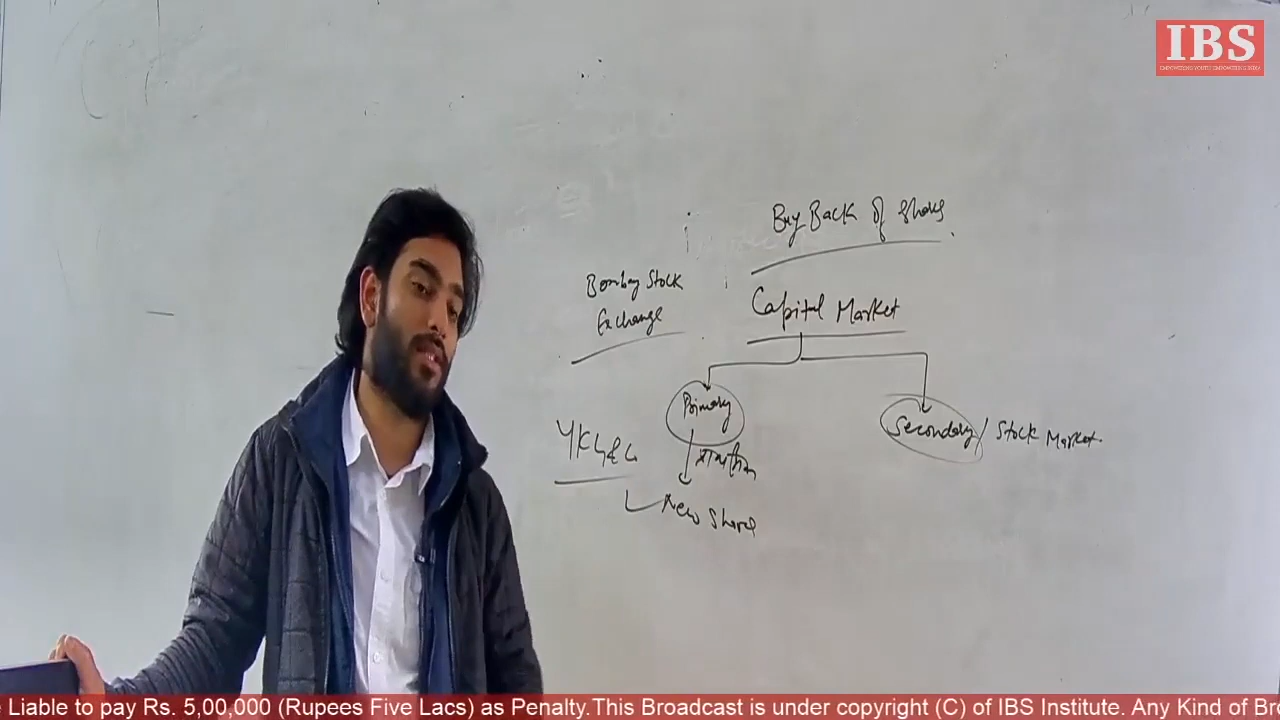 IBS
Buy Back of Shares
Bombay Stock
Exchange
Capital Market
Primary
Secondary / Stock Market
प्राथमिक
New Share
Liable to pay Rs. 5,00,000 (Rupees Five Lacs) as Penalty.This Broadcast is under copyright (C) of IBS Institute. Any Kind of Br